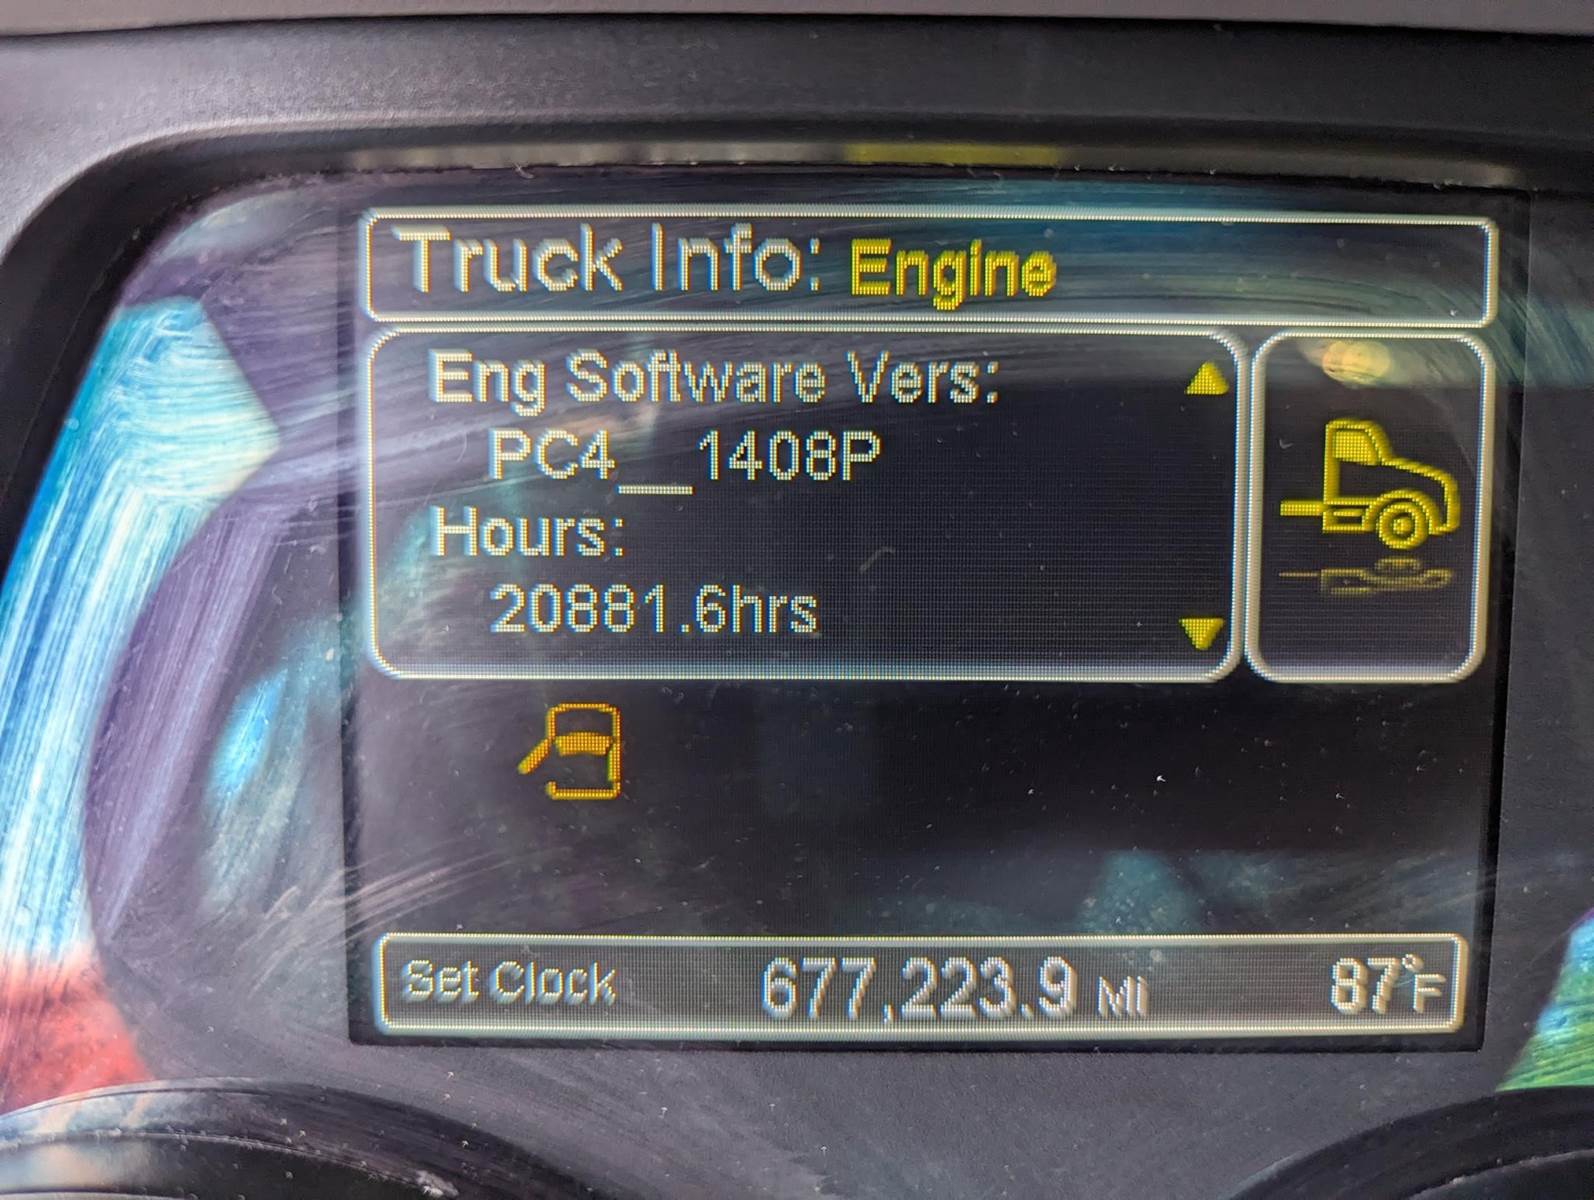 Truck Info: Engine
Eng Software Vers:
PC4__1408P
Hours:
20881.6hrs
Set Clock 677,223.9 Mi 87°F